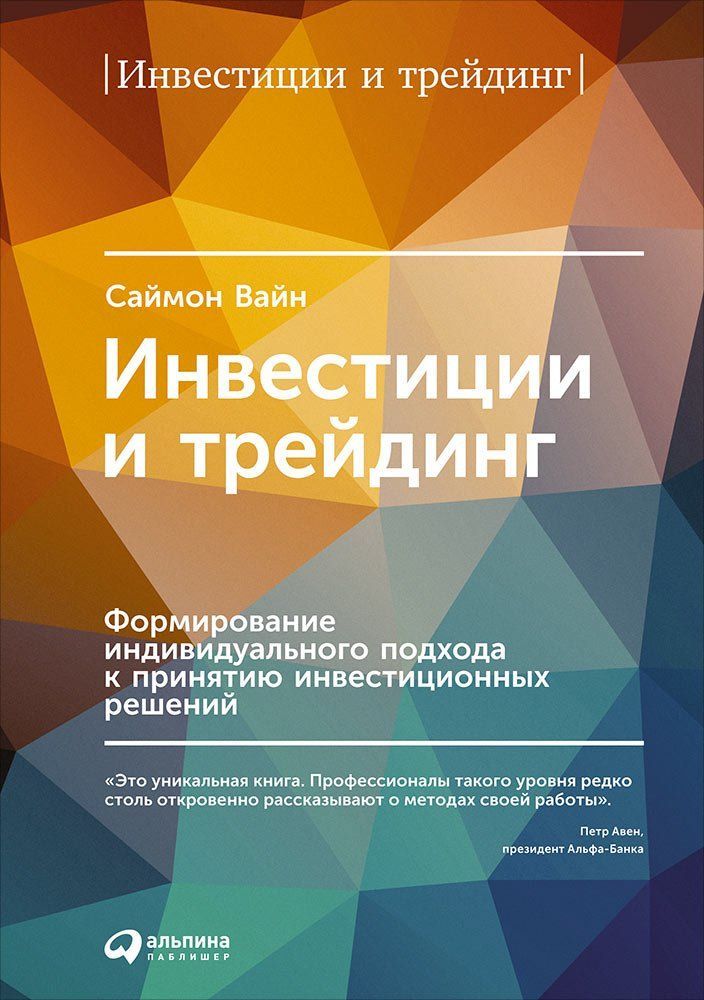 |Инвестиции и трейдинг|
Саймон Вайн
Инвестиции
и трейдинг
Формирование
индивидуального подхода
к принятию инвестиционных
решений
«Это уникальная книга. Профессионалы такого уровня редко
столь откровенно рассказывают о методах своей работы».
Петр Авен,
президент Альфа-Банка
альпина
ПАБЛИШЕР